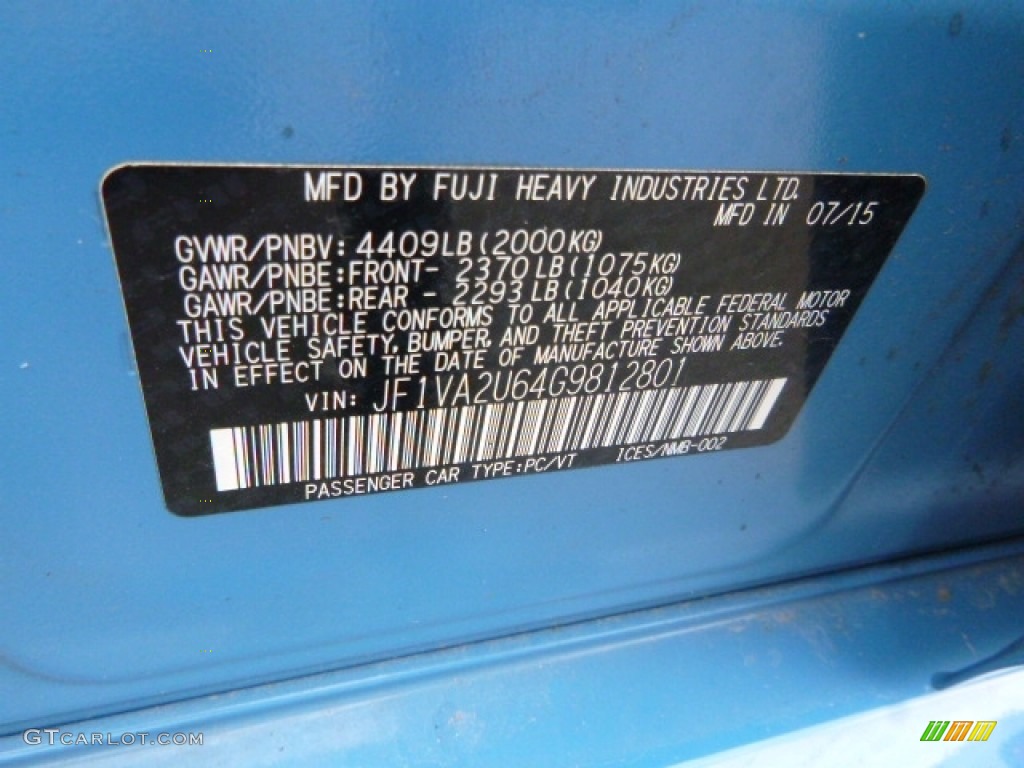 MFD BY FUJI HEAVY INDUSTRIES LTD.
MFD IN 07/15
GVWR/PNBV: 4409LB(2000KG)
GAWR/PNBE:FRONT- 2370LB(1075KG)
GAWR/PNBE:REAR - 2293LB(1040KG)
THIS VEHICLE CONFORMS TO ALL APPLICABLE FEDERAL MOTOR
VEHICLE SAFETY, BUMPER, AND THEFT PREVENTION STANDARDS
IN EFFECT ON THE DATE OF MANUFACTURE SHOWN ABOVE.
VIN: JF1VA2U64G9812801
PASSENGER CAR TYPE:PC/VT ICES/NMB-002
GTCARLOT.COM